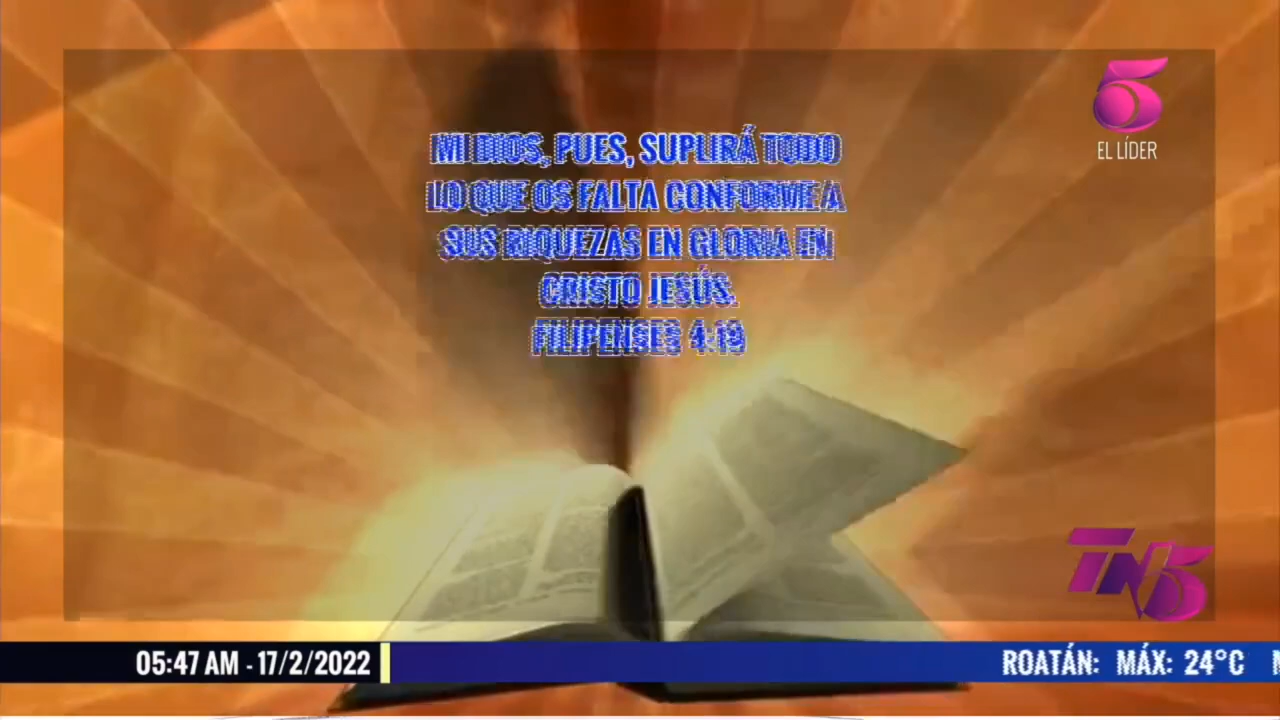 5
EL LÍDER
MI DIOS, PUES, SUPLIRÁ TODO
LO QUE OS FALTA CONFORME A
SUS RIQUEZAS EN GLORIA EN
CRISTO JESÚS.
FILIPENSES 4:19
TN5
05:47 AM - 17/2/2022
ROATÁN: MÁX: 24°C